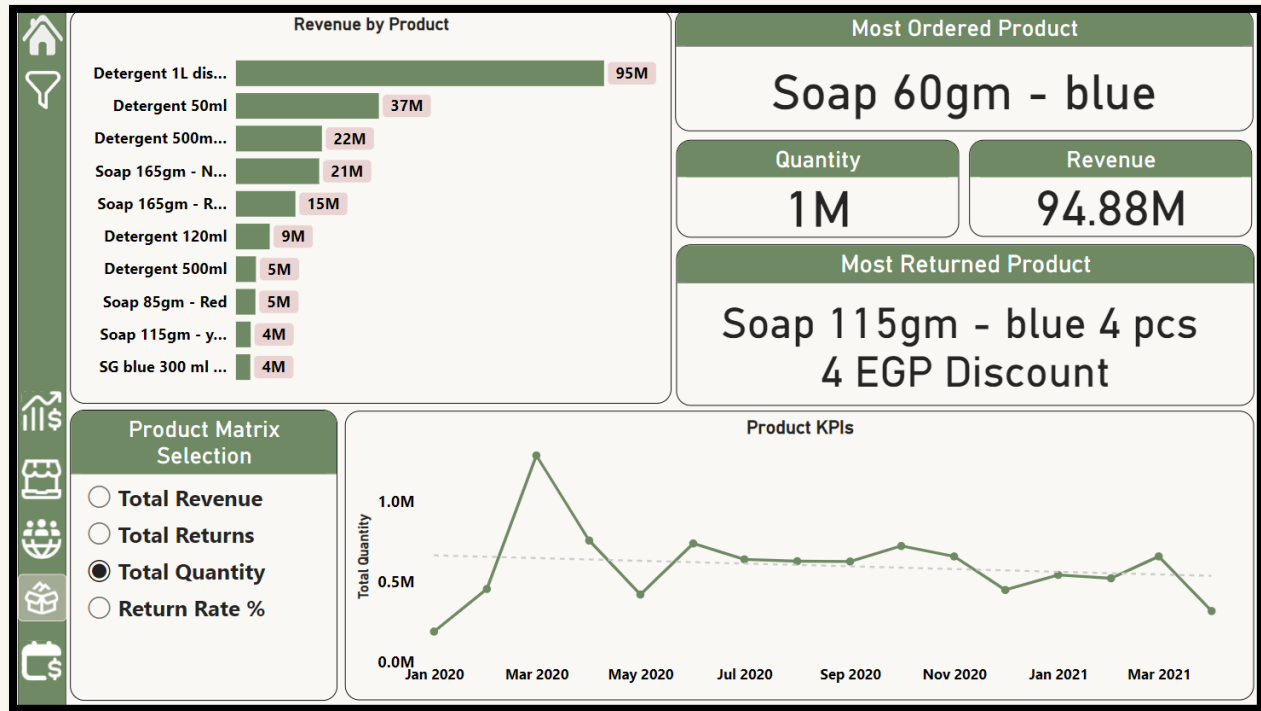 Revenue by Product
Detergent 1L dis... 95M
Detergent 50ml 37M
Detergent 500m... 22M
Soap 165gm - N... 21M
Soap 165gm - R... 15M
Detergent 120ml 9M
Detergent 500ml 5M
Soap 85gm - Red 5M
Soap 115gm - y... 4M
SG blue 300 ml ... 4M
Most Ordered Product
Soap 60gm - blue
Quantity
1M
Revenue
94.88M
Most Returned Product
Soap 115gm - blue 4 pcs
4 EGP Discount
Product Matrix
Selection
Total Revenue
Total Returns
Total Quantity
Return Rate %
Product KPIs
Total Quantity
1.0M
0.5M
0.0M
Jan 2020 Mar 2020 May 2020 Jul 2020 Sep 2020 Nov 2020 Jan 2021 Mar 2021